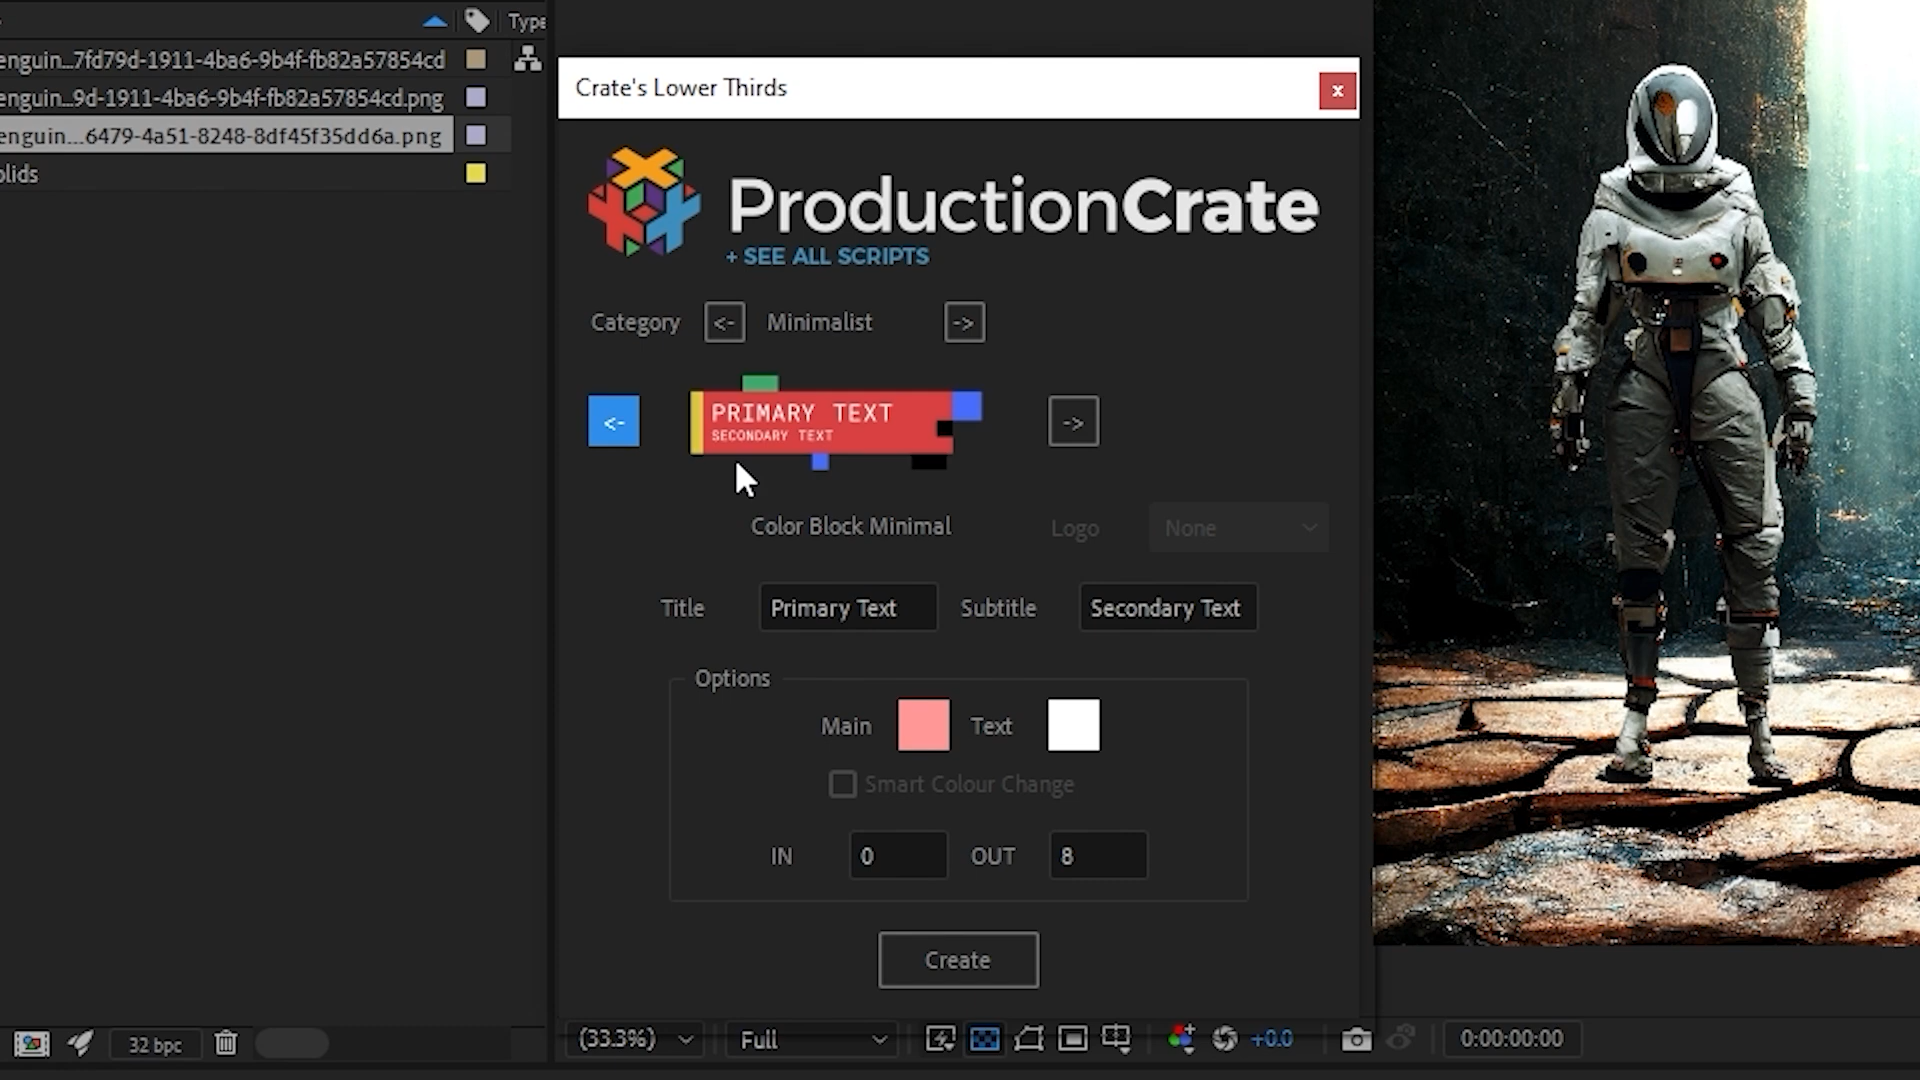 Type
enguin...7fd79d-1911-4ba6-9b4f-fb82a57854cd
enguin...9d-1911-4ba6-9b4f-fb82a57854cd.png
enguin...6479-4a51-8248-8df45f35dd6a.png
olids
Crate's Lower Thirds
x
ProductionCrate
+ SEE ALL SCRIPTS
Category <- Minimalist ->
<- PRIMARY TEXT ->
SECONDARY TEXT
Color Block Minimal Logo None
Title Primary Text Subtitle Secondary Text
Options
Main Text
Smart Colour Change
IN 0 OUT 8
Create
32 bpc (33.3%) Full +0.0 0:00:00:00